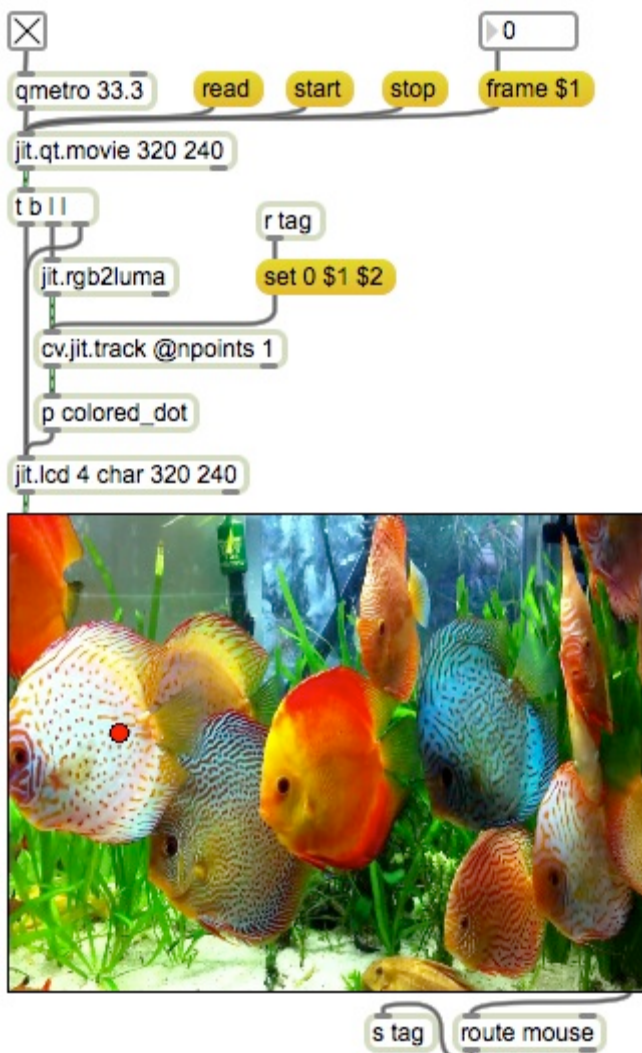 0
qmetro 33.3
read
start
stop
frame $1
jit.qt.movie 320 240
t b l l
r tag
jit.rgb2luma
set 0 $1 $2
cv.jit.track @npoints 1
p colored_dot
jit.lcd 4 char 320 240
s tag
route mouse